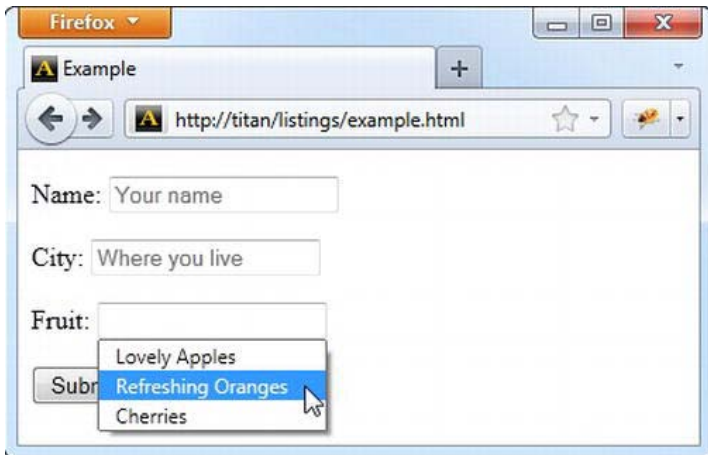 Firefox
A Example
A http://titan/listings/example.html
Name: Your name
City: Where you live
Fruit:
Lovely Apples
Subr Refreshing Oranges
Cherries